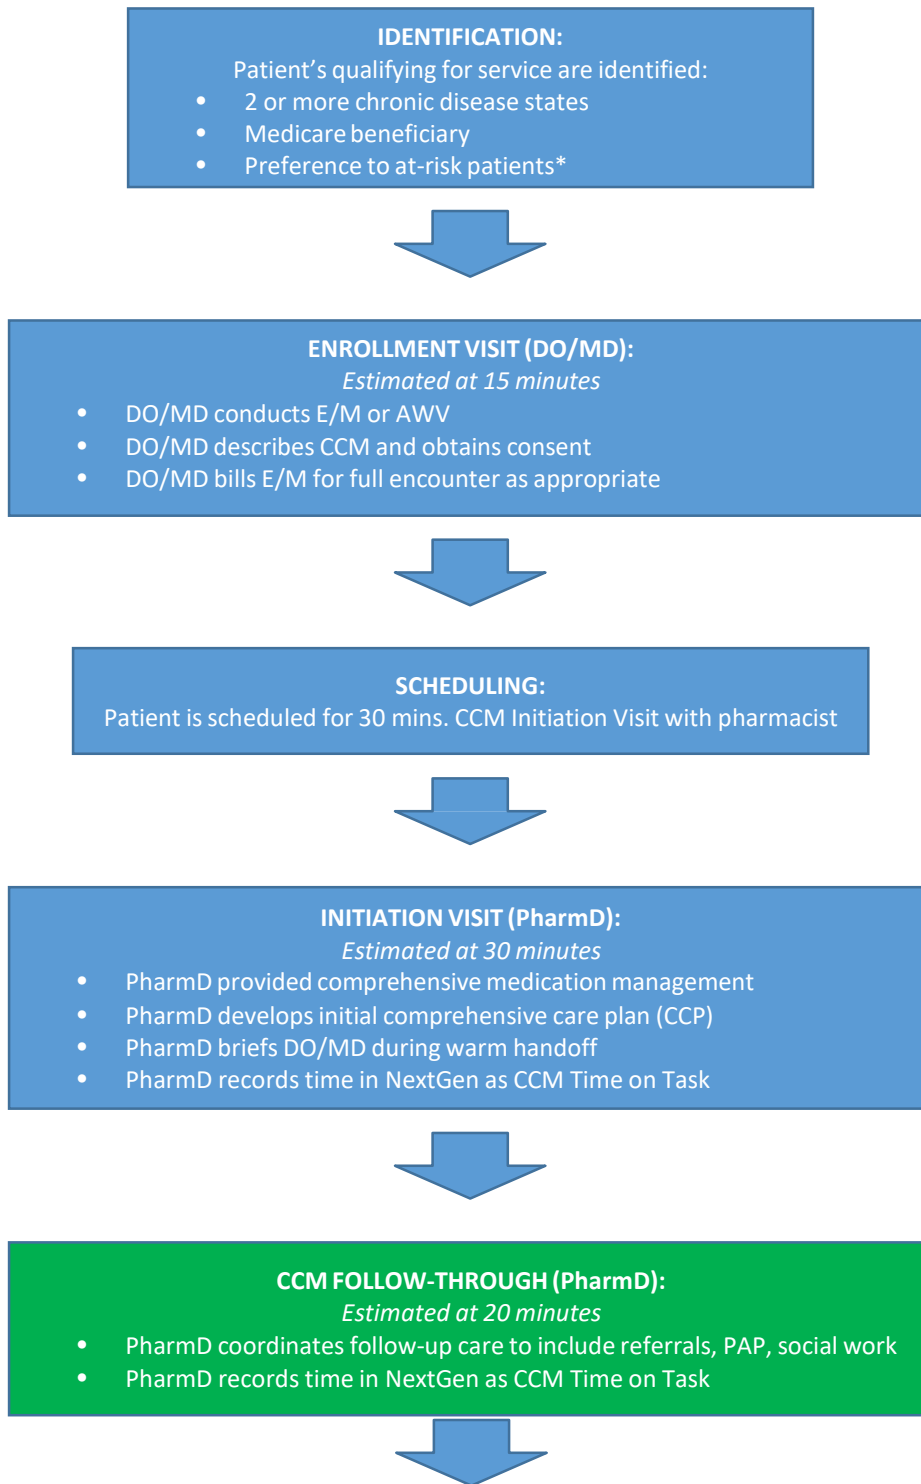 IDENTIFICATION:
Patient’s qualifying for service are identified:
• 2 or more chronic disease states
• Medicare beneficiary
• Preference to at-risk patients*
ENROLLMENT VISIT (DO/MD):
Estimated at 15 minutes
• DO/MD conducts E/M or AWV
• DO/MD describes CCM and obtains consent
• DO/MD bills E/M for full encounter as appropriate
SCHEDULING:
Patient is scheduled for 30 mins. CCM Initiation Visit with pharmacist
INITIATION VISIT (PharmD):
Estimated at 30 minutes
• PharmD provided comprehensive medication management
• PharmD develops initial comprehensive care plan (CCP)
• PharmD briefs DO/MD during warm handoff
• PharmD records time in NextGen as CCM Time on Task
CCM FOLLOW-THROUGH (PharmD):
Estimated at 20 minutes
• PharmD coordinates follow-up care to include referrals, PAP, social work
• PharmD records time in NextGen as CCM Time on Task